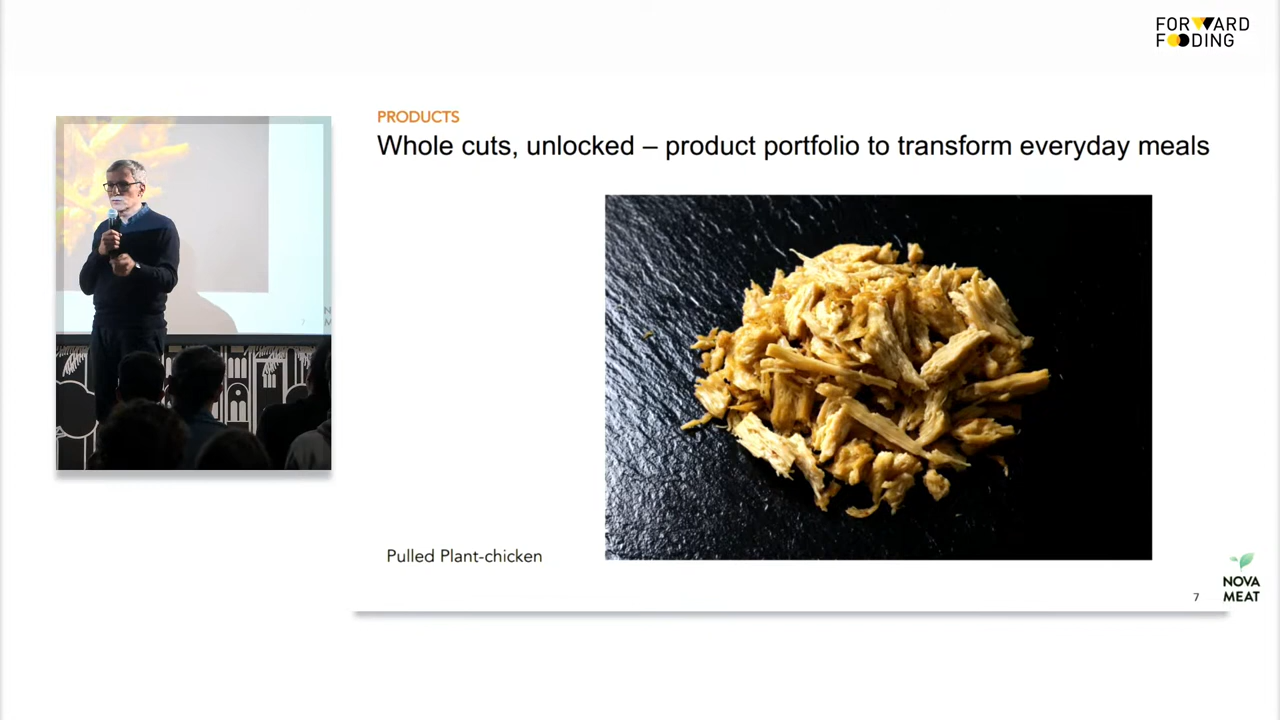 FORWARD
FOODING
PRODUCTS
Whole cuts, unlocked – product portfolio to transform everyday meals
Pulled Plant-chicken
7
NOVA
MEAT